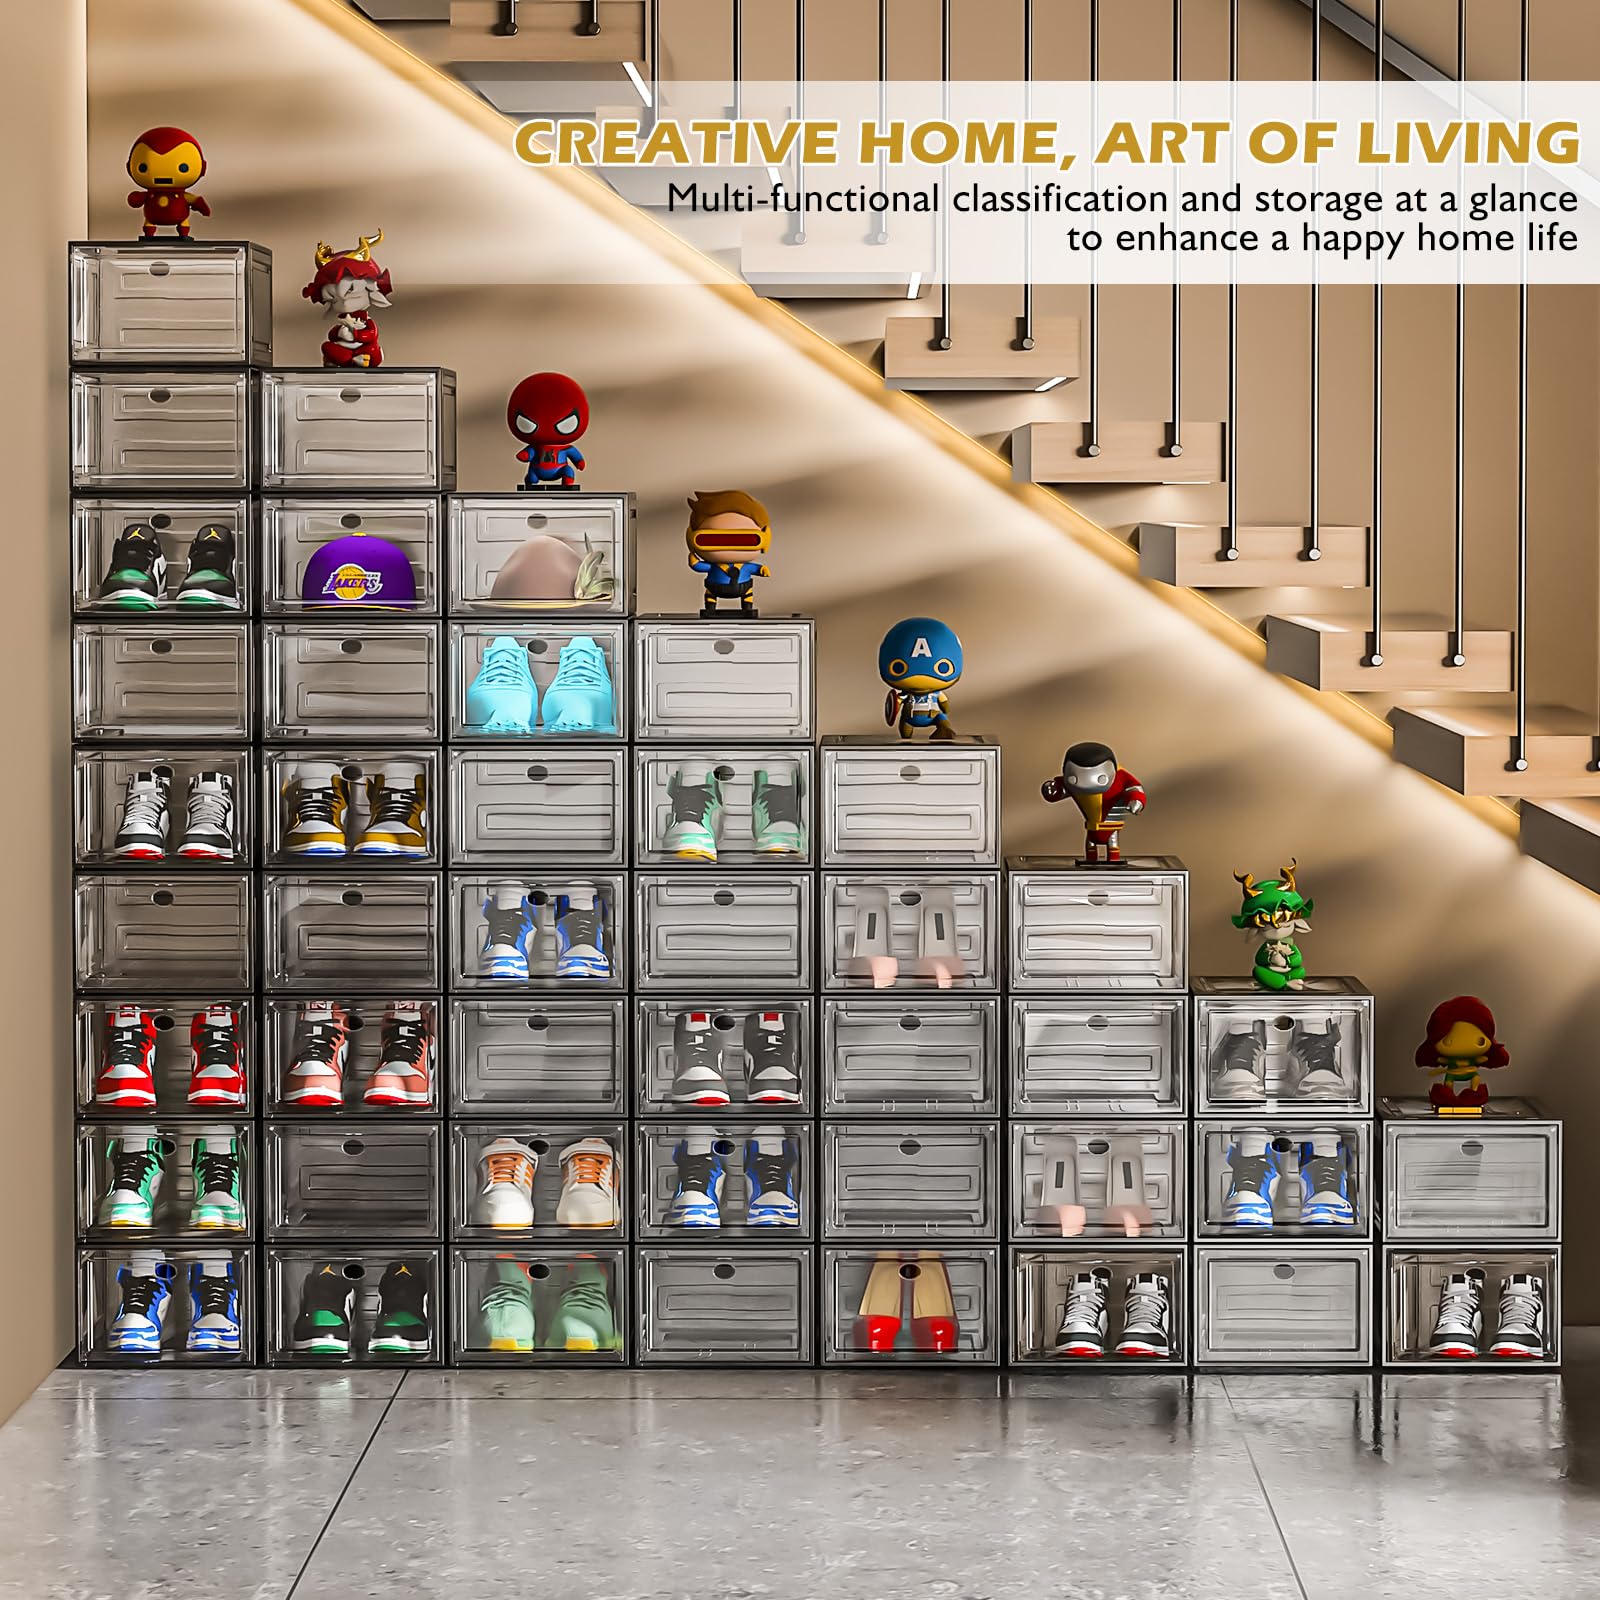 CREATIVE HOME, ART OF LIVING
Multi-functional classification and storage at a glance
to enhance a happy home life
LAKERS
A